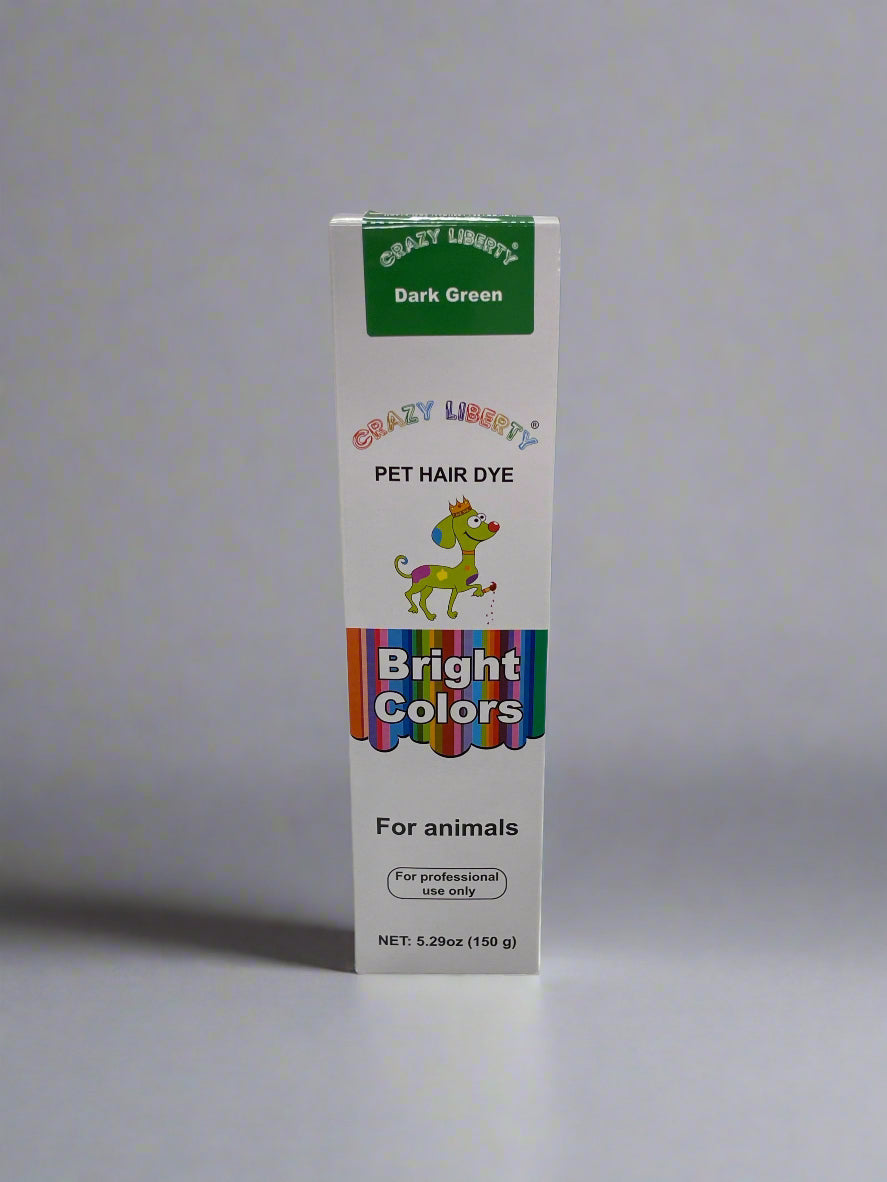 CRAZY LIBERTY®
Dark Green
CRAZY LIBERTY®
PET HAIR DYE
Bright
Colors
For animals
For professional
use only
NET: 5.29oz (150 g)